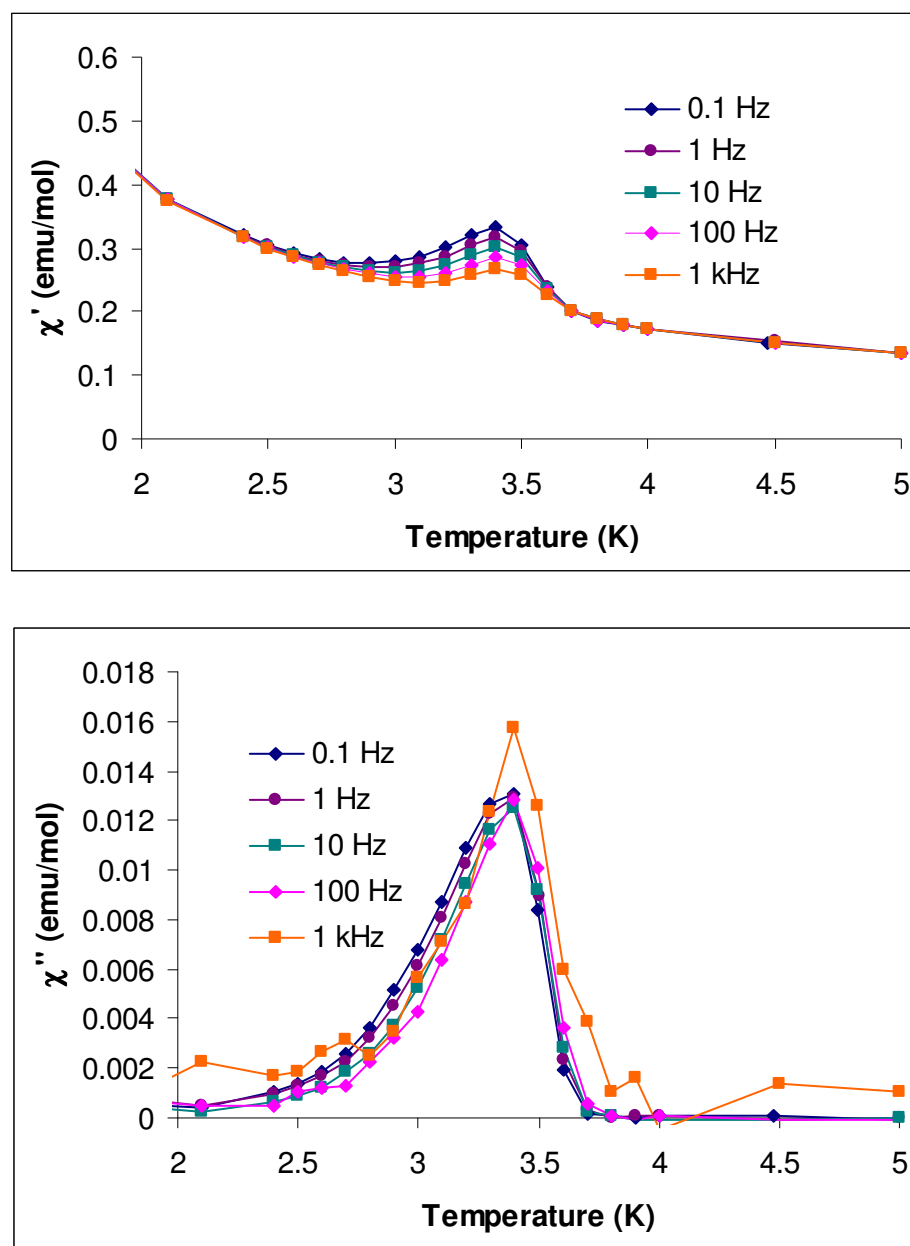 0.6
0.5
0.4
0.3
0.2
0.1
0
χ' (emu/mol)
0.1 Hz
1 Hz
10 Hz
100 Hz
1 kHz
2 2.5 3 3.5 4 4.5 5
Temperature (K)
0.018
0.016
0.014
0.012
0.01
0.008
0.006
0.004
0.002
0
χ'' (emu/mol)
0.1 Hz
1 Hz
10 Hz
100 Hz
1 kHz
2 2.5 3 3.5 4 4.5 5
Temperature (K)